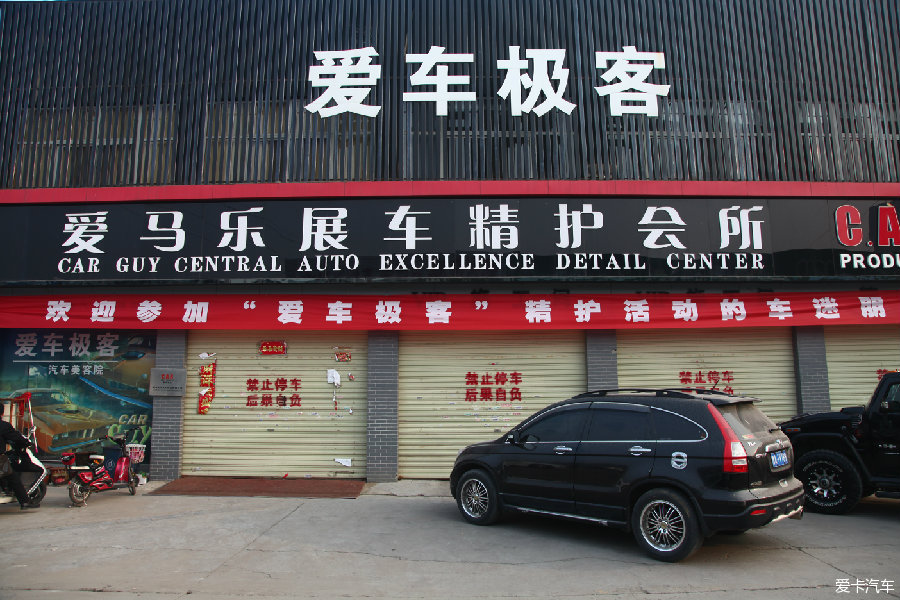 爱车极客
爱马乐展车精护会所
CAR GUY CENTRAL AUTO EXCELLENCE DETAIL CENTER
C.A
PRODU
欢迎参加“爱车极客”精护活动的车迷朋
爱车极客
汽车美客院
CAR
禁止停车
后果自负
禁止停车
后果自负
禁止停车
爱卡汽车